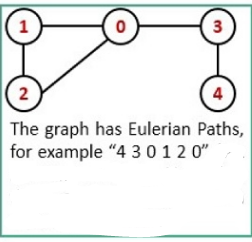 1 0 3
2 4
The graph has Eulerian Paths,
for example “4 3 0 1 2 0”